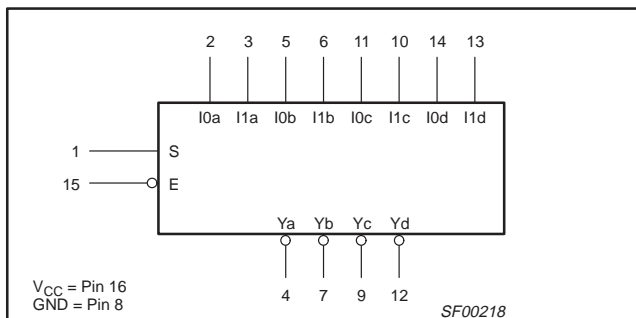 2 3 5 6 11 10 14 13
I0a I1a I0b I1b I0c I1c I0d I1d
1 S
15 E
Ya Yb Yc Yd
4 7 9 12
VCC = Pin 16
GND = Pin 8
SF00218